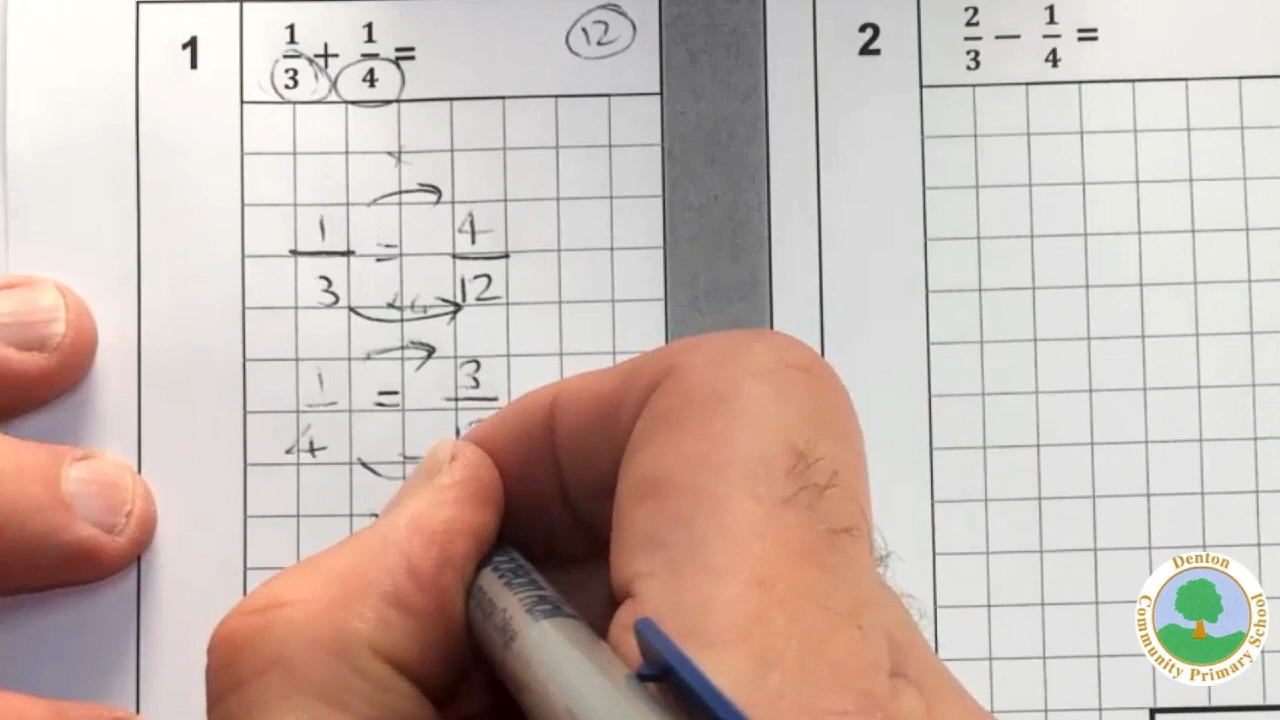 1
1/3 + 1/4 =
12
2
2/3 − 1/4 =
×
1/3 = 4/12
×4
1/4 = 3
Denton Community Primary School